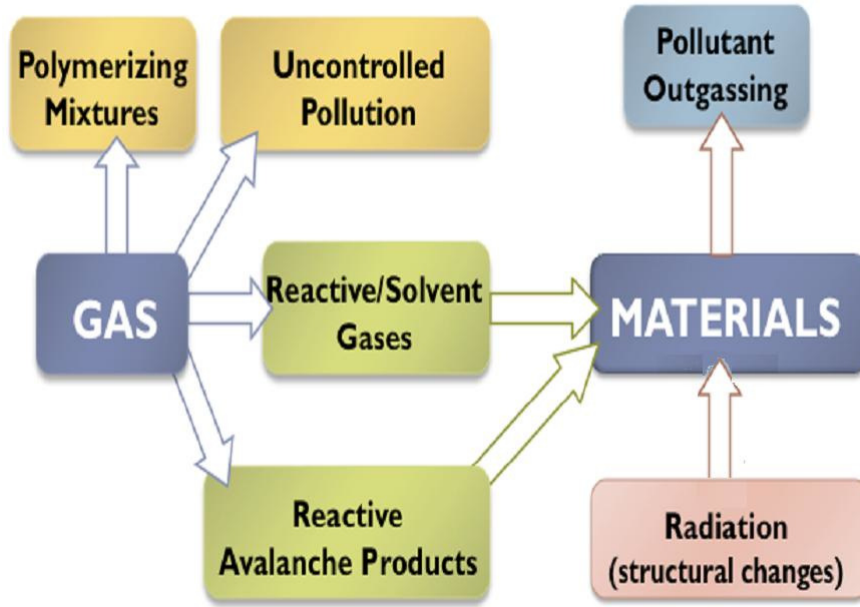 Polymerizing
Mixtures
Uncontrolled
Pollution
Pollutant
Outgassing
GAS
Reactive/Solvent
Gases
MATERIALS
Reactive
Avalanche Products
Radiation
(structural changes)